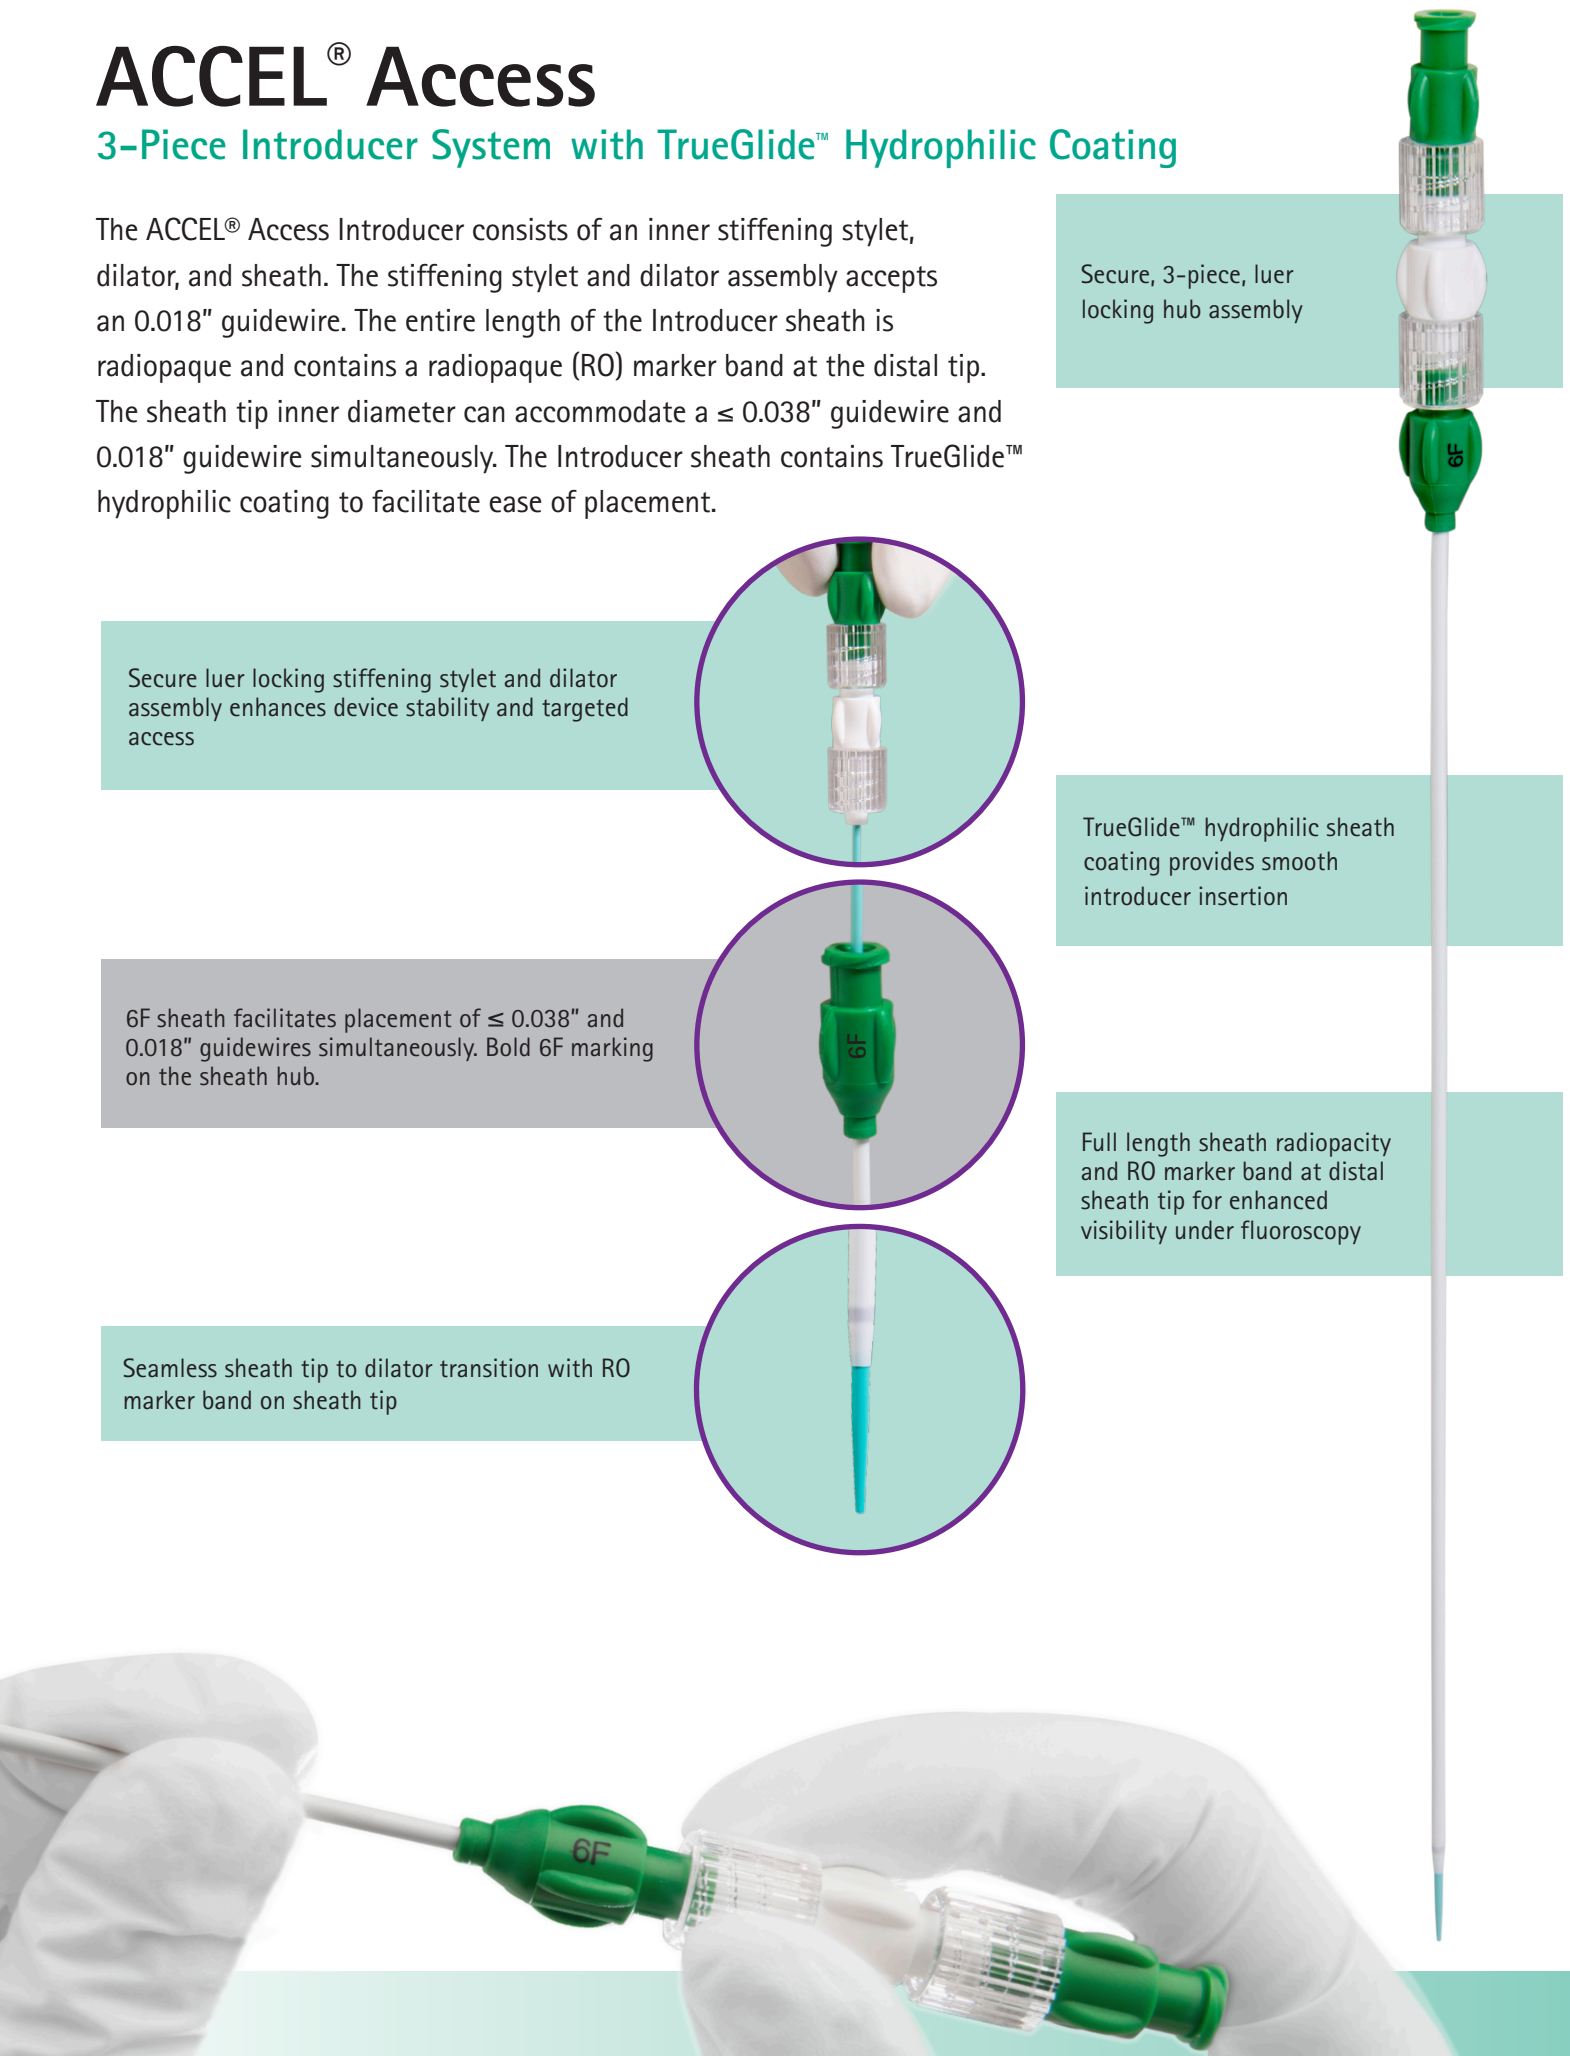 ACCEL® Access
3-Piece Introducer System with TrueGlide™ Hydrophilic Coating
The ACCEL® Access Introducer consists of an inner stiffening stylet,
dilator, and sheath. The stiffening stylet and dilator assembly accepts
an 0.018" guidewire. The entire length of the Introducer sheath is
radiopaque and contains a radiopaque (RO) marker band at the distal tip.
The sheath tip inner diameter can accommodate a ≤ 0.038" guidewire and
0.018" guidewire simultaneously. The Introducer sheath contains TrueGlide™
hydrophilic coating to facilitate ease of placement.
Secure, 3-piece, luer
locking hub assembly
6F
Secure luer locking stiffening stylet and dilator
assembly enhances device stability and targeted
access
TrueGlide™ hydrophilic sheath
coating provides smooth
introducer insertion
6F sheath facilitates placement of ≤ 0.038" and
0.018" guidewires simultaneously. Bold 6F marking
on the sheath hub.
6F
Full length sheath radiopacity
and RO marker band at distal
sheath tip for enhanced
visibility under fluoroscopy
Seamless sheath tip to dilator transition with RO
marker band on sheath tip
6F